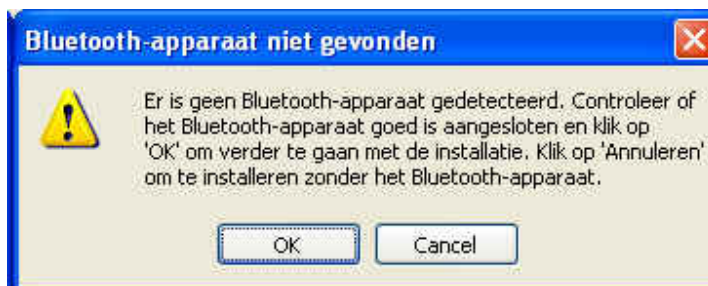 Bluetooth-apparaat niet gevonden
Er is geen Bluetooth-apparaat gedetecteerd. Controleer of
het Bluetooth-apparaat goed is aangesloten en klik op
'OK' om verder te gaan met de installatie. Klik op 'Annuleren'
om te installeren zonder het Bluetooth-apparaat.
OK
Cancel